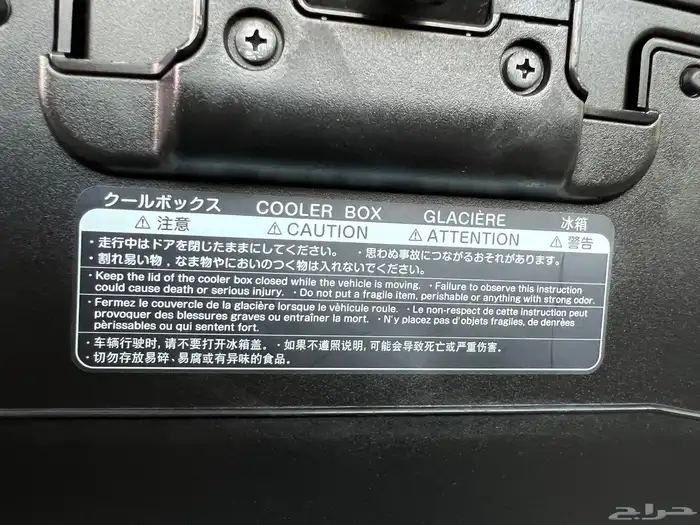 クールボックス COOLER BOX GLACIÈRE 冰箱
⚠ 注意 ⚠ CAUTION ⚠ ATTENTION ⚠ 警告
・走行中はドアを閉じたままにしてください。 ・思わぬ事故につながるおそれがあります。
・割れ易い物，なま物やにおいのつく物は入れないでください。
・Keep the lid of the cooler box closed while the vehicle is moving. ・Failure to observe this instruction
could cause death or serious injury. ・Do not put a fragile item, perishable or anything with strong odor.
・Fermez le couvercle de la glacière lorsque le vèhicule roule. ・Le non-respect de cette instruction peut
provoquer des blessures graves ou entraîner la mort. ・N'y placez pas d'objets fragiles, de denrèes
pèrissables ou qui sentent fort.
・车辆行驶时, 请不要打开冰箱盖。 ・如果不遵照说明, 可能会导致死亡或严重伤害。
・切勿存放易碎、易腐或有异味的食品。
حراج